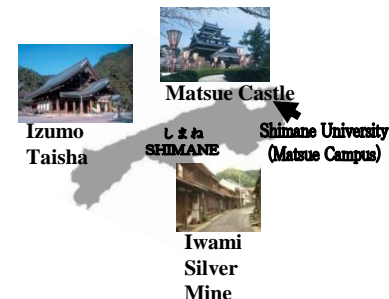 Matsue Castle
Izumo
Taisha
しまね
SHIMANE
Shimane University
(Matsue Campus)
Iwami
Silver
Mine